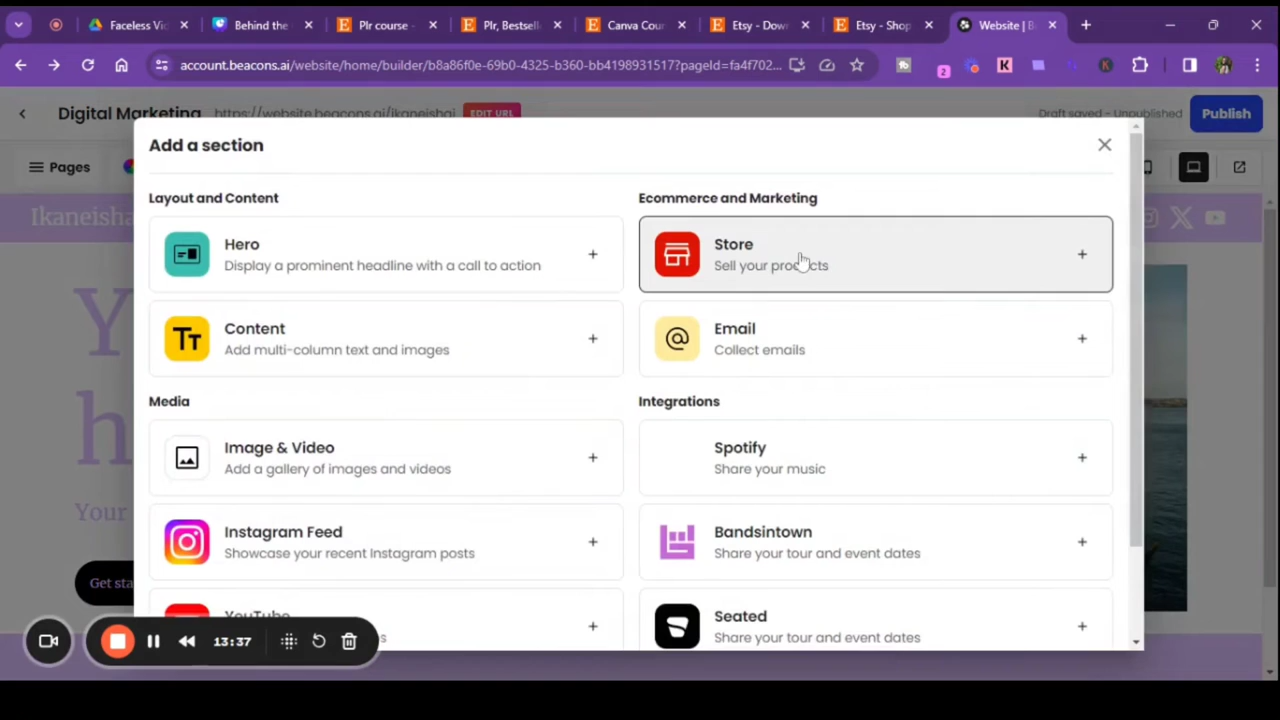 Faceless Vi
Behind the
Plr course -
Plr, Bestsell
Canva Cour
Etsy - Down
Etsy - Shop
Website | B
account.beacons.ai/website/home/builder/b8a86f0e-69b0-4325-b360-bb4198931517?pageId=fa4f702...
2
K
K
Digital Marketing
https://website.beacons.ai/ikaneishaj
EDIT URL
Draft saved - Unpublished
Publish
Pages
Ikaneisha
Add a section
Layout and Content
Hero
Display a prominent headline with a call to action
Content
Add multi-column text and images
Media
Image & Video
Add a gallery of images and videos
Instagram Feed
Showcase your recent Instagram posts
YouTube
Ecommerce and Marketing
Store
Sell your products
Email
Collect emails
Integrations
Spotify
Share your music
Bandsintown
Share your tour and event dates
Seated
Share your tour and event dates
Y
h
Your
Get sta
13:37